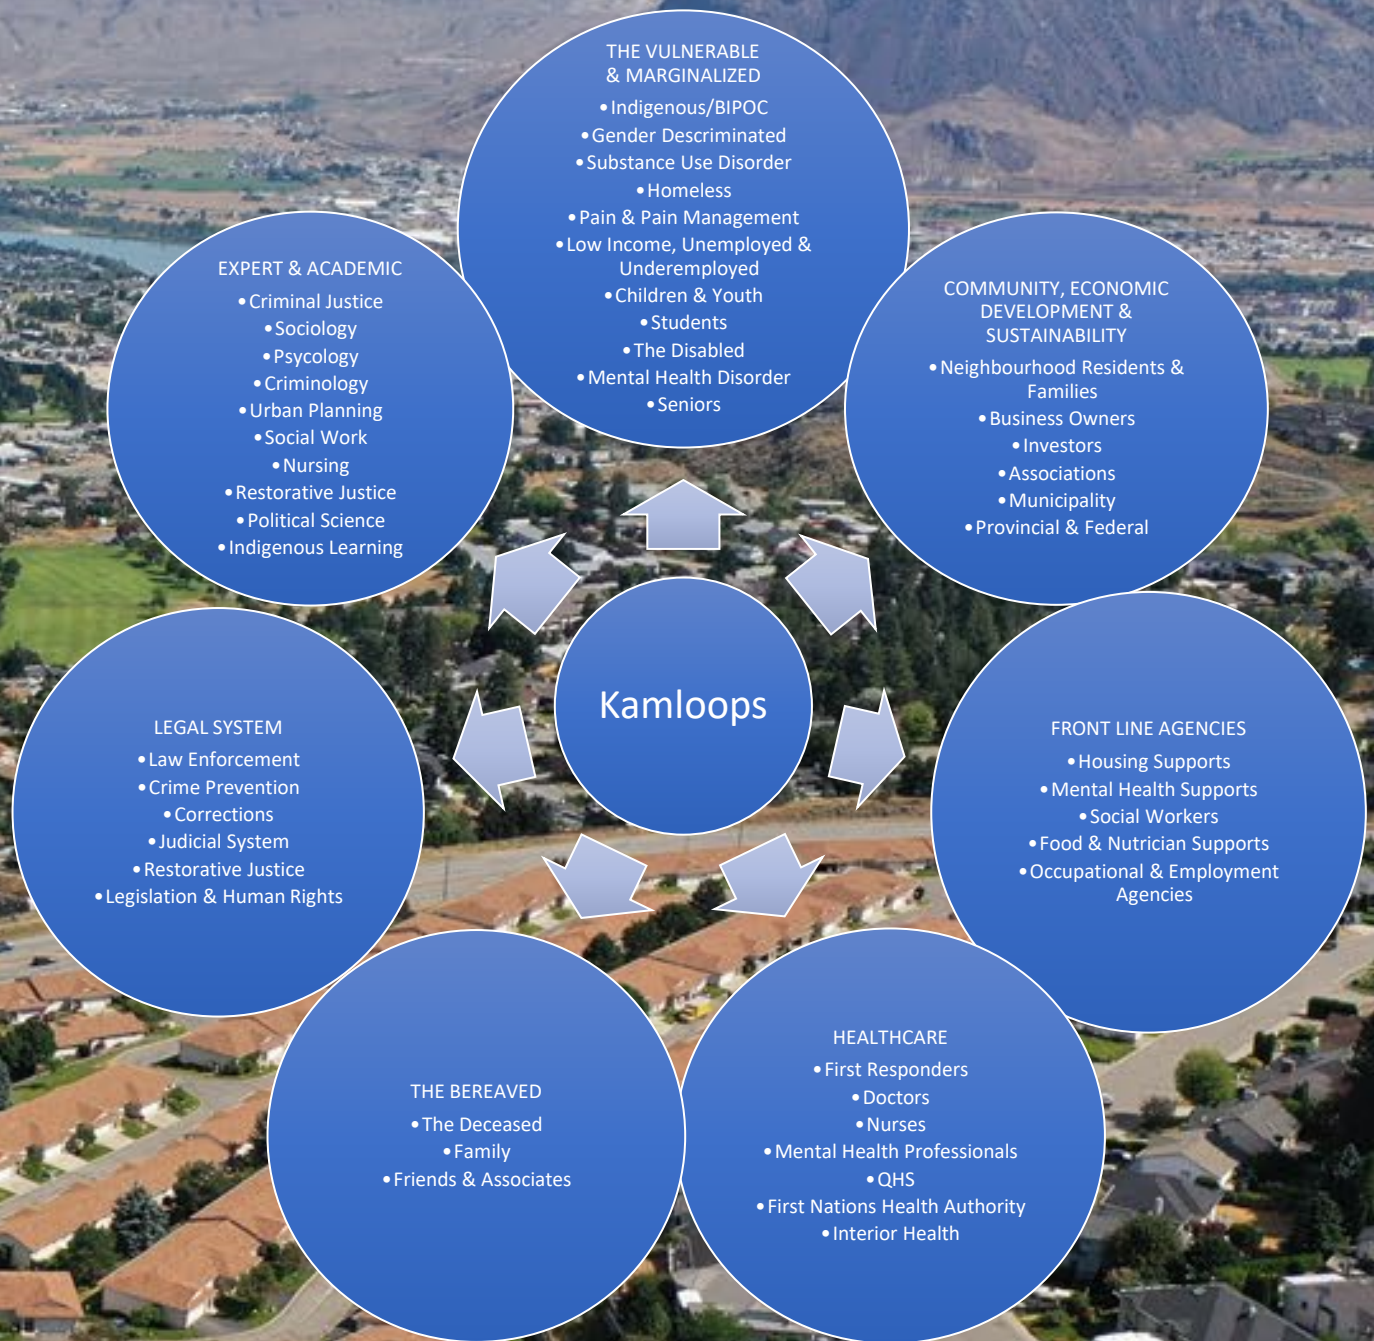 THE VULNERABLE
& MARGINALIZED
•Indigenous/BIPOC
•Gender Descriminated
•Substance Use Disorder
•Homeless
•Pain & Pain Management
•Low Income, Unemployed &
Underemployed
•Children & Youth
•Students
•The Disabled
•Mental Health Disorder
•Seniors
COMMUNITY, ECONOMIC
DEVELOPMENT &
SUSTAINABILITY
•Neighbourhood Residents &
Families
•Business Owners
•Investors
•Associations
•Municipality
•Provincial & Federal
FRONT LINE AGENCIES
•Housing Supports
•Mental Health Supports
•Social Workers
•Food & Nutrician Supports
•Occupational & Employment
Agencies
HEALTHCARE
•First Responders
•Doctors
•Nurses
•Mental Health Professionals
•QHS
•First Nations Health Authority
•Interior Health
THE BEREAVED
•The Deceased
•Family
•Friends & Associates
LEGAL SYSTEM
•Law Enforcement
•Crime Prevention
•Corrections
•Judicial System
•Restorative Justice
•Legislation & Human Rights
EXPERT & ACADEMIC
•Criminal Justice
•Sociology
•Psycology
•Criminology
•Urban Planning
•Social Work
•Nursing
•Restorative Justice
•Political Science
•Indigenous Learning
Kamloops